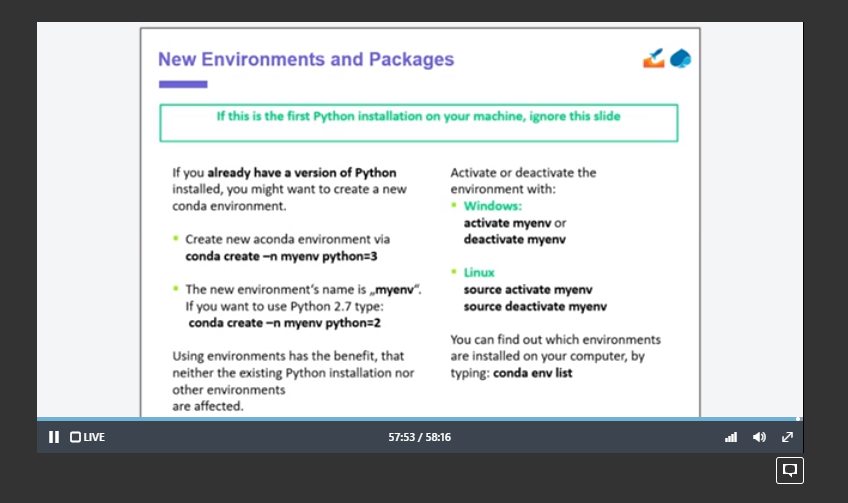 New Environments and Packages
If this is the first Python installation on your machine, ignore this slide
If you already have a version of Python
installed, you might want to create a new
conda environment.
Create new aconda environment via
conda create –n myenv python=3
The new environment's name is „myenv“.
If you want to use Python 2.7 type:
conda create –n myenv python=2
Using environments has the benefit, that
neither the existing Python installation nor
other environments
are affected.
Activate or deactivate the
environment with:
Windows:
activate myenv or
deactivate myenv
Linux
source activate myenv
source deactivate myenv
You can find out which environments
are installed on your computer, by
typing: conda env list
LIVE
57:53 / 58:16